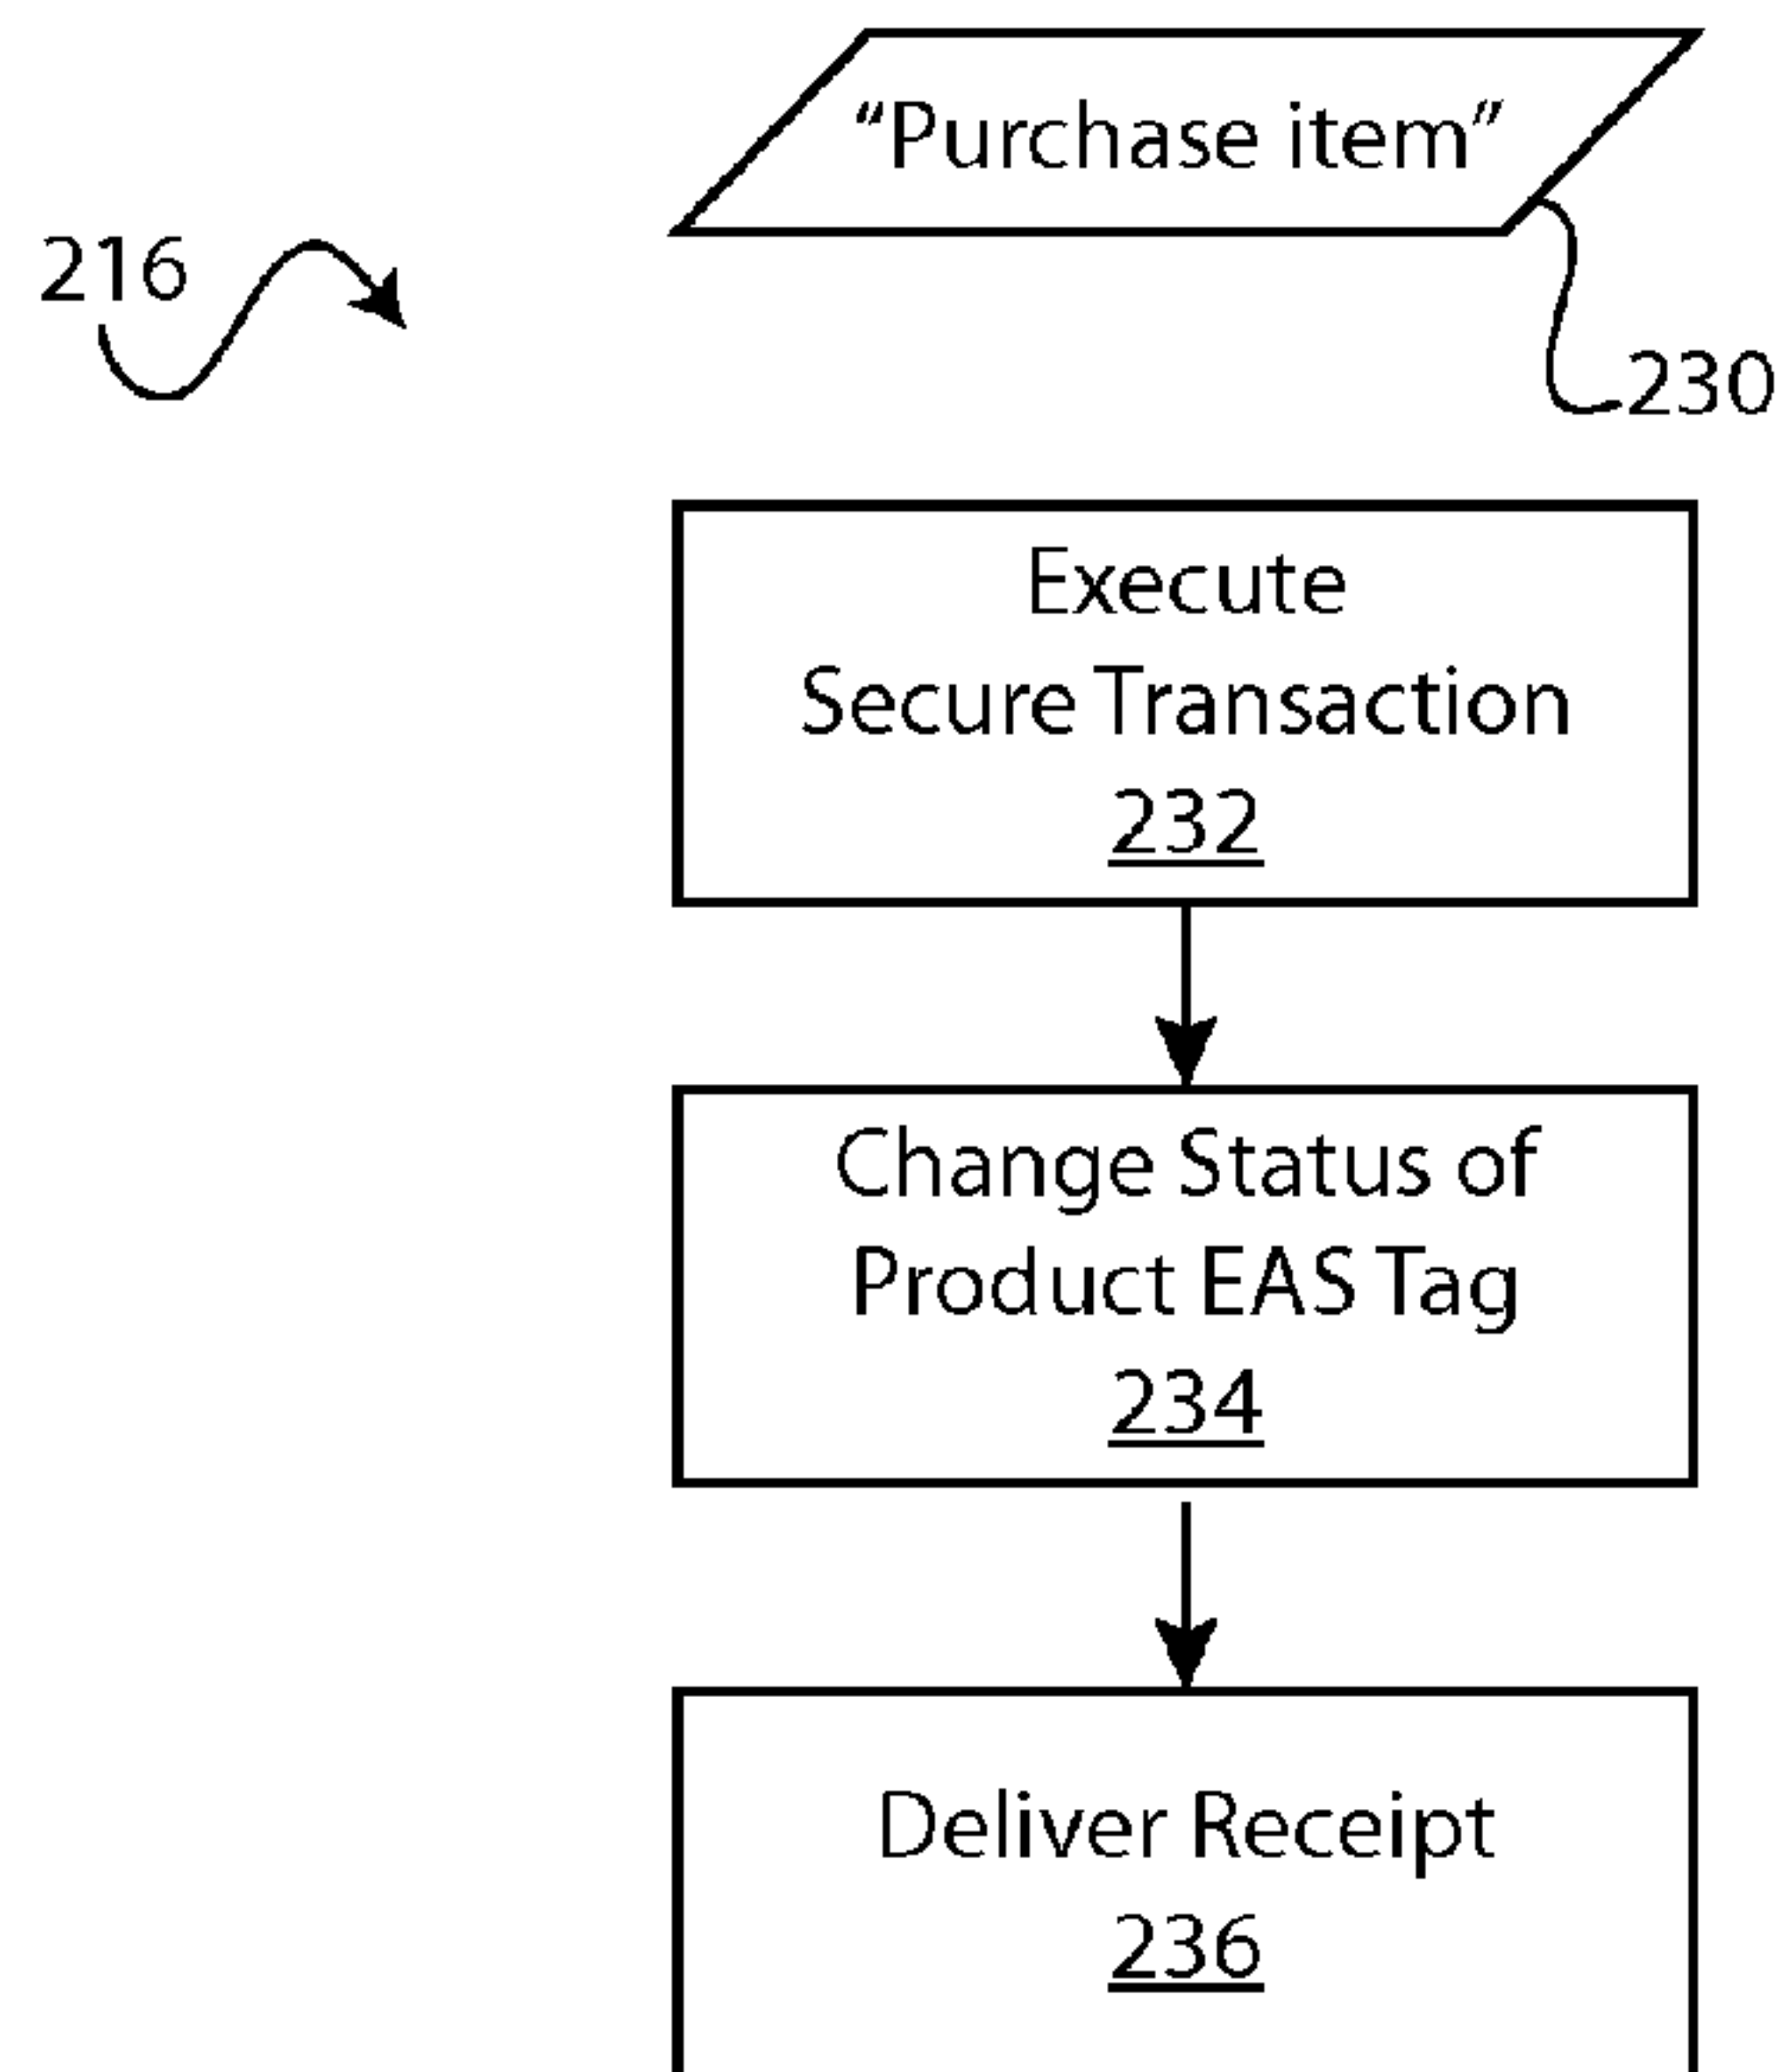 “Purchase item”
216
230
Execute
Secure Transaction
232
Change Status of
Product EAS Tag
234
Deliver Receipt
236